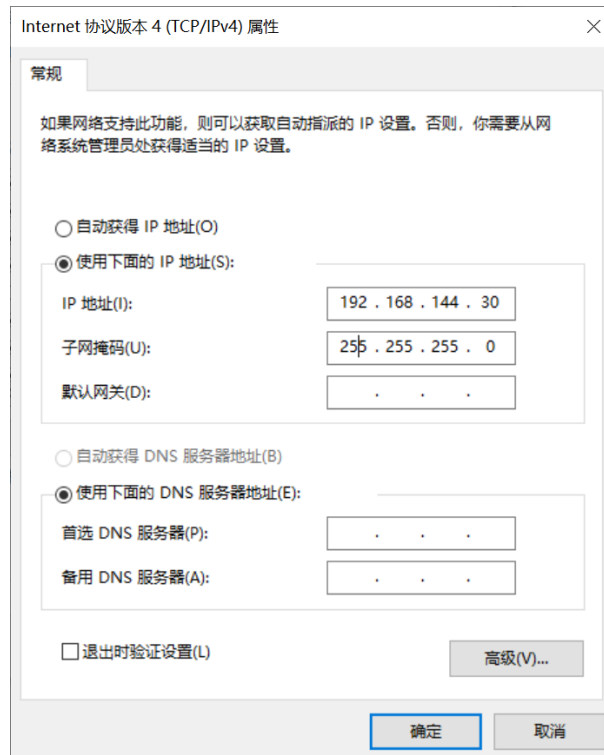 Internet 协议版本 4 (TCP/IPv4) 属性
常规
如果网络支持此功能，则可以获取自动指派的 IP 设置。否则，你需要从网
络系统管理员处获得适当的 IP 设置。
自动获得 IP 地址(O)
使用下面的 IP 地址(S):
IP 地址(I): 192 . 168 . 144 . 30
子网掩码(U): 255 . 255 . 255 . 0
默认网关(D): . . .
自动获得 DNS 服务器地址(B)
使用下面的 DNS 服务器地址(E):
首选 DNS 服务器(P): . . .
备用 DNS 服务器(A): . . .
退出时验证设置(L)
高级(V)...
确定 取消